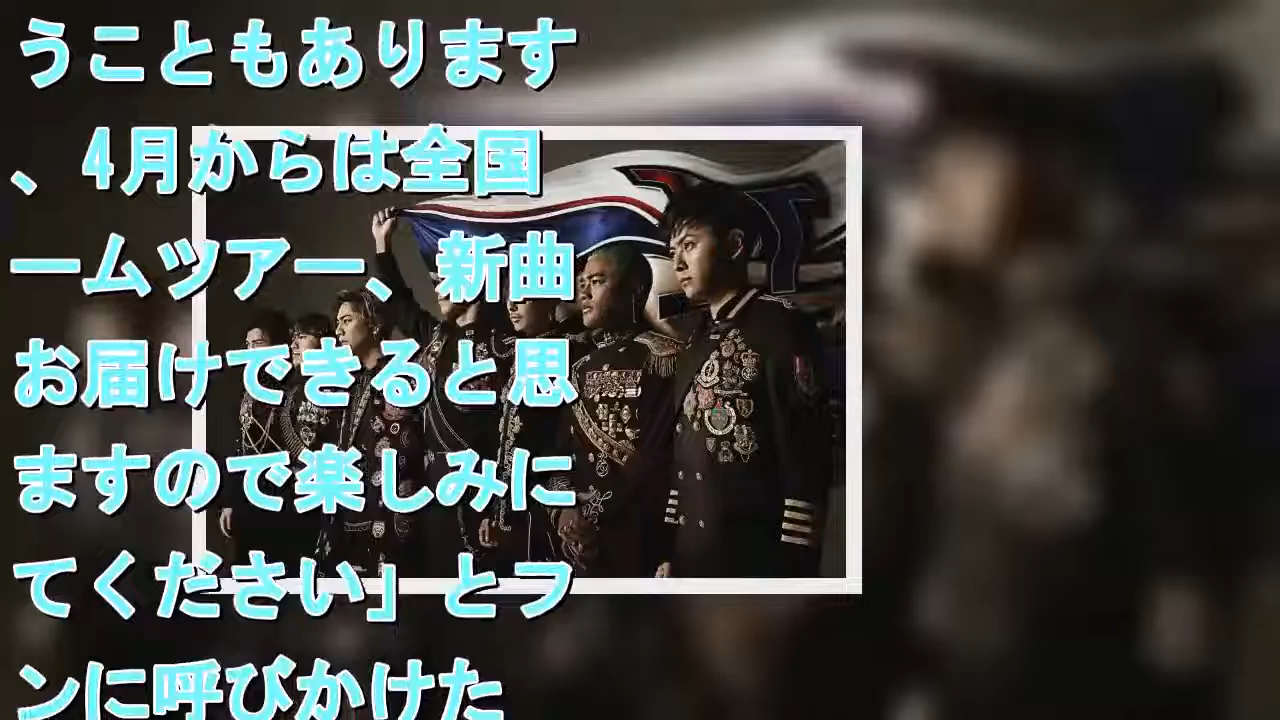 うこともあります
、4月からは全国
ームツアー、新曲
お届けできると思
ますので楽しみに
てください」とフ
ンに呼びかけた